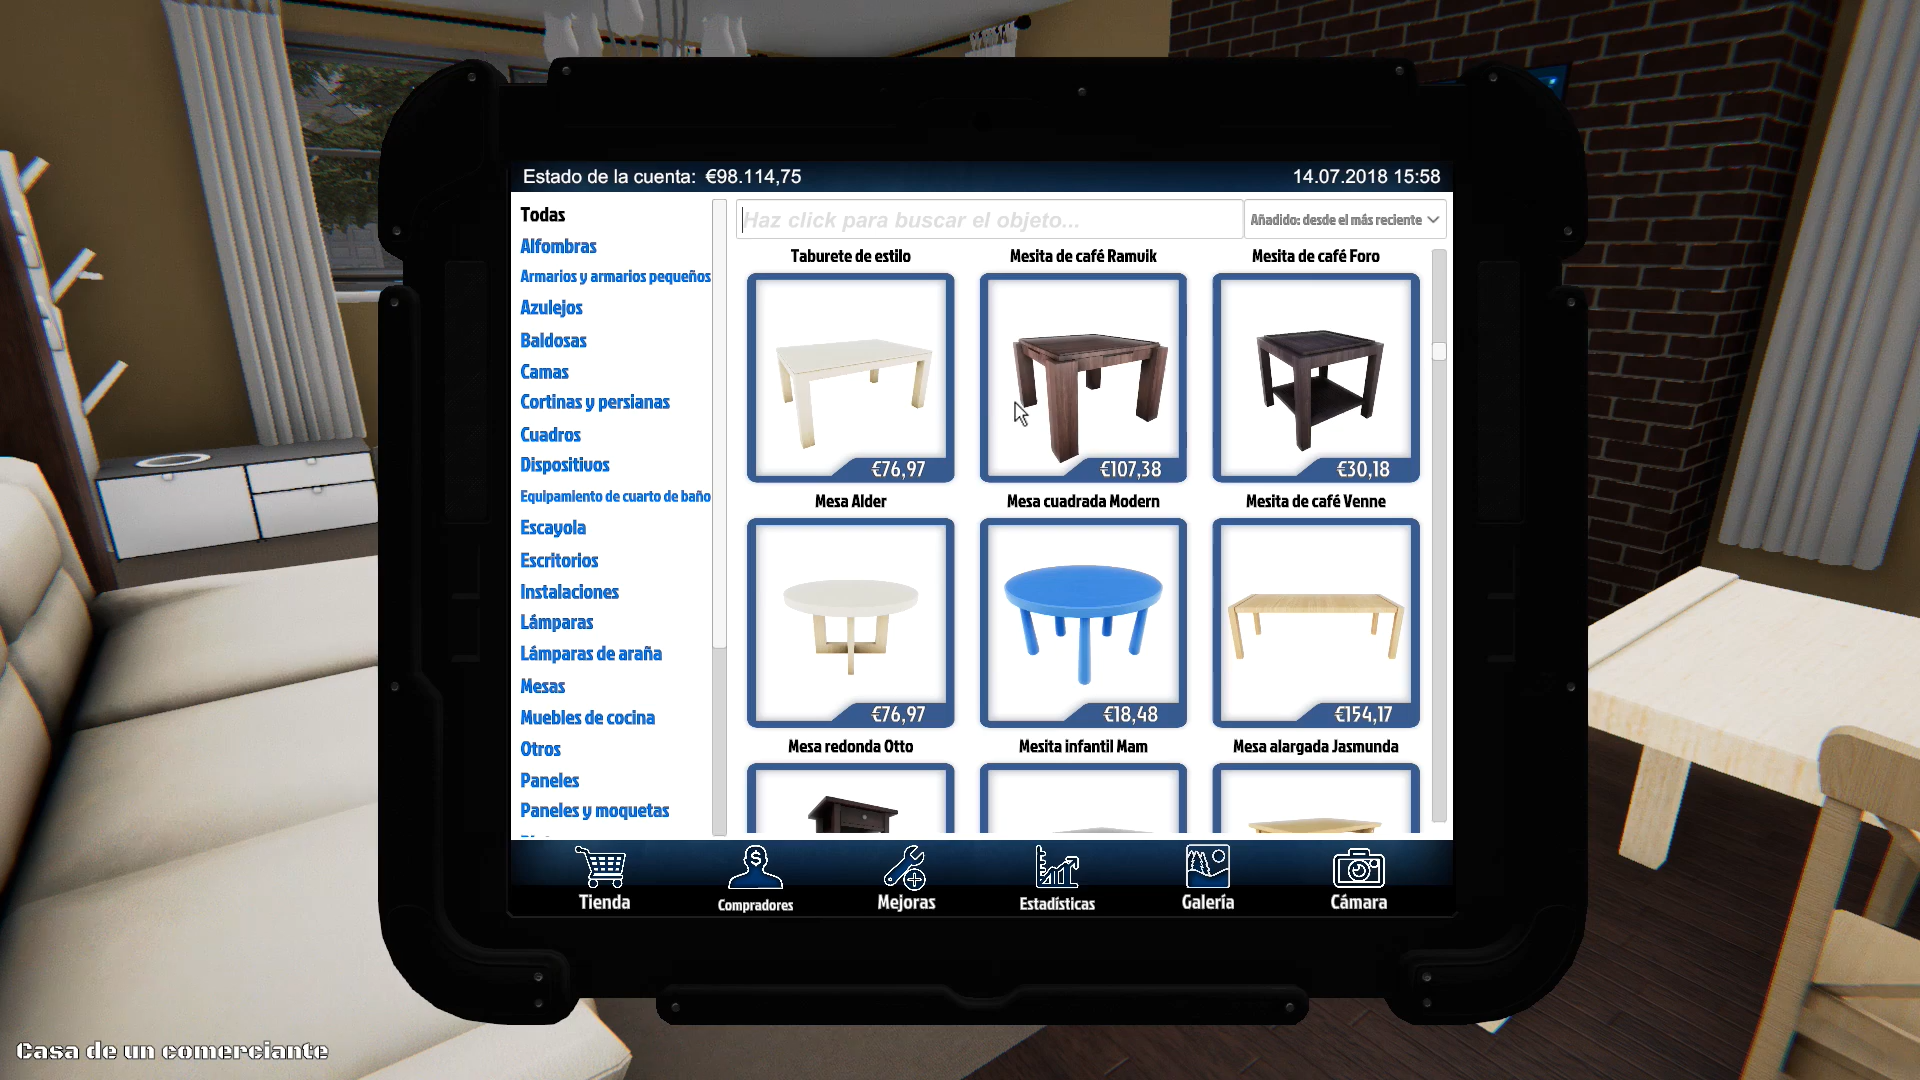 Estado de la cuenta: €98.114,75
14.07.2018 15:58
Todas
Alfombras
Armarios y armarios pequeños
Azulejos
Baldosas
Camas
Cortinas y persianas
Cuadros
Dispositivos
Equipamiento de cuarto de baño
Escayola
Escritorios
Instalaciones
Lámparas
Lámparas de araña
Mesas
Muebles de cocina
Otros
Paneles
Paneles y moquetas
Haz click para buscar el objeto...
Añadido: desde el más reciente
Taburete de estilo
Mesita de café Ramvik
Mesita de café Foro
€76,97
€107,38
€30,18
Mesa Alder
Mesa cuadrada Modern
Mesita de café Venne
€76,97
€18,48
€154,17
Mesa redonda Otto
Mesita infantil Mam
Mesa alargada Jasmunda
Tienda
Compradores
Mejoras
Estadísticas
Galería
Cámara
Casa de un comerciante